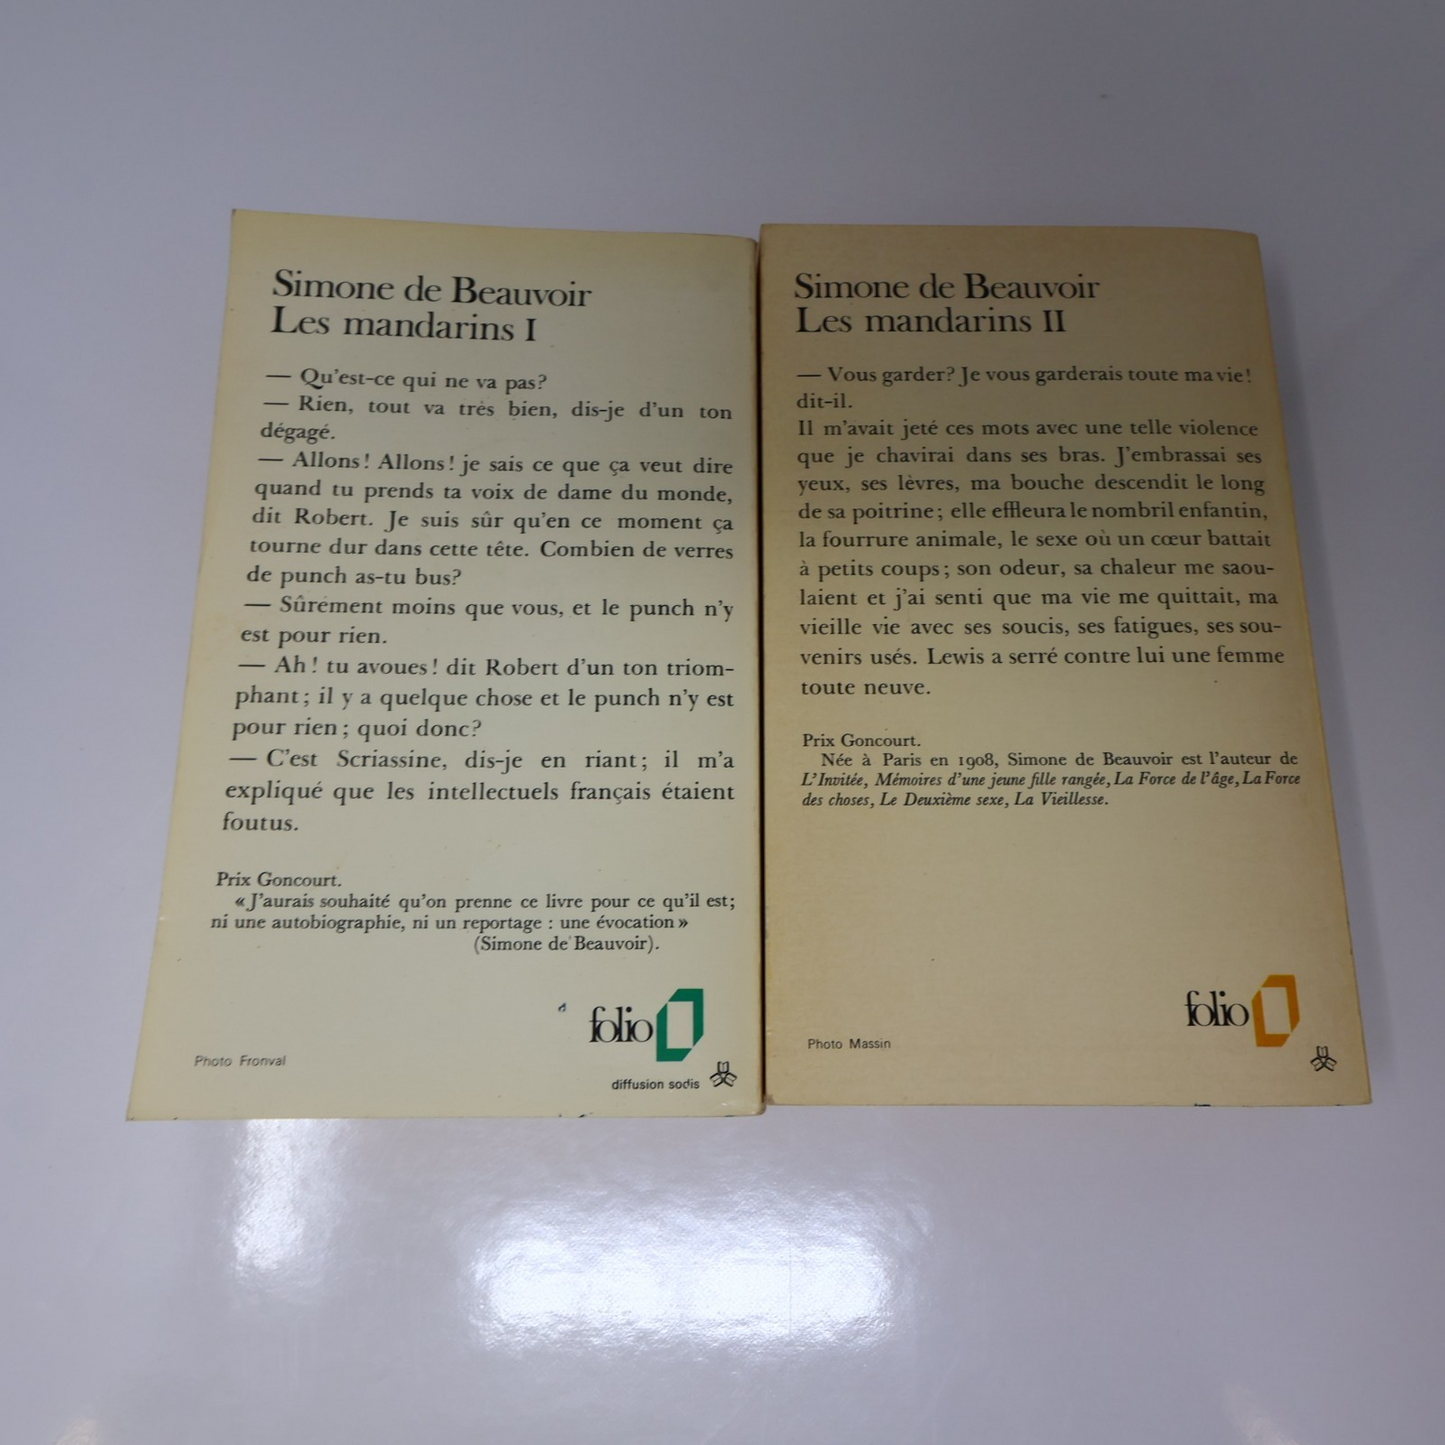 Simone de Beauvoir
Les mandarins I
— Qu'est-ce qui ne va pas?
— Rien, tout va très bien, dis-je d'un ton
dégagé.
— Allons! Allons! je sais ce que ça veut dire
quand tu prends ta voix de dame du monde,
dit Robert. Je suis sûr qu'en ce moment ça
tourne dur dans cette tête. Combien de verres
de punch as-tu bus?
— Sûrement moins que vous, et le punch n'y
est pour rien.
— Ah! tu avoues! dit Robert d'un ton triom-
phant; il y a quelque chose et le punch n'y est
pour rien; quoi donc?
— C'est Scriassine, dis-je en riant; il m'a
expliqué que les intellectuels français étaient
foutus.
Prix Goncourt.
«J'aurais souhaité qu'on prenne ce livre pour ce qu'il est;
ni une autobiographie, ni un reportage : une évocation»
(Simone de Beauvoir).
folio
Photo Fronval
diffusion sodis
Simone de Beauvoir
Les mandarins II
— Vous garder? Je vous garderais toute ma vie!
dit-il.
Il m'avait jeté ces mots avec une telle violence
que je chavirai dans ses bras. J'embrassai ses
yeux, ses lèvres, ma bouche descendit le long
de sa poitrine; elle effleura le nombril enfantin,
la fourrure animale, le sexe où un cœur battait
à petits coups; son odeur, sa chaleur me saou-
laient et j'ai senti que ma vie me quittait, ma
vieille vie avec ses soucis, ses fatigues, ses sou-
venirs usés. Lewis a serré contre lui une femme
toute neuve.
Prix Goncourt.
Née à Paris en 1908, Simone de Beauvoir est l'auteur de
L'Invitée, Mémoires d'une jeune fille rangée, La Force de l'âge, La Force
des choses, Le Deuxième sexe, La Vieillesse.
folio
Photo Massin